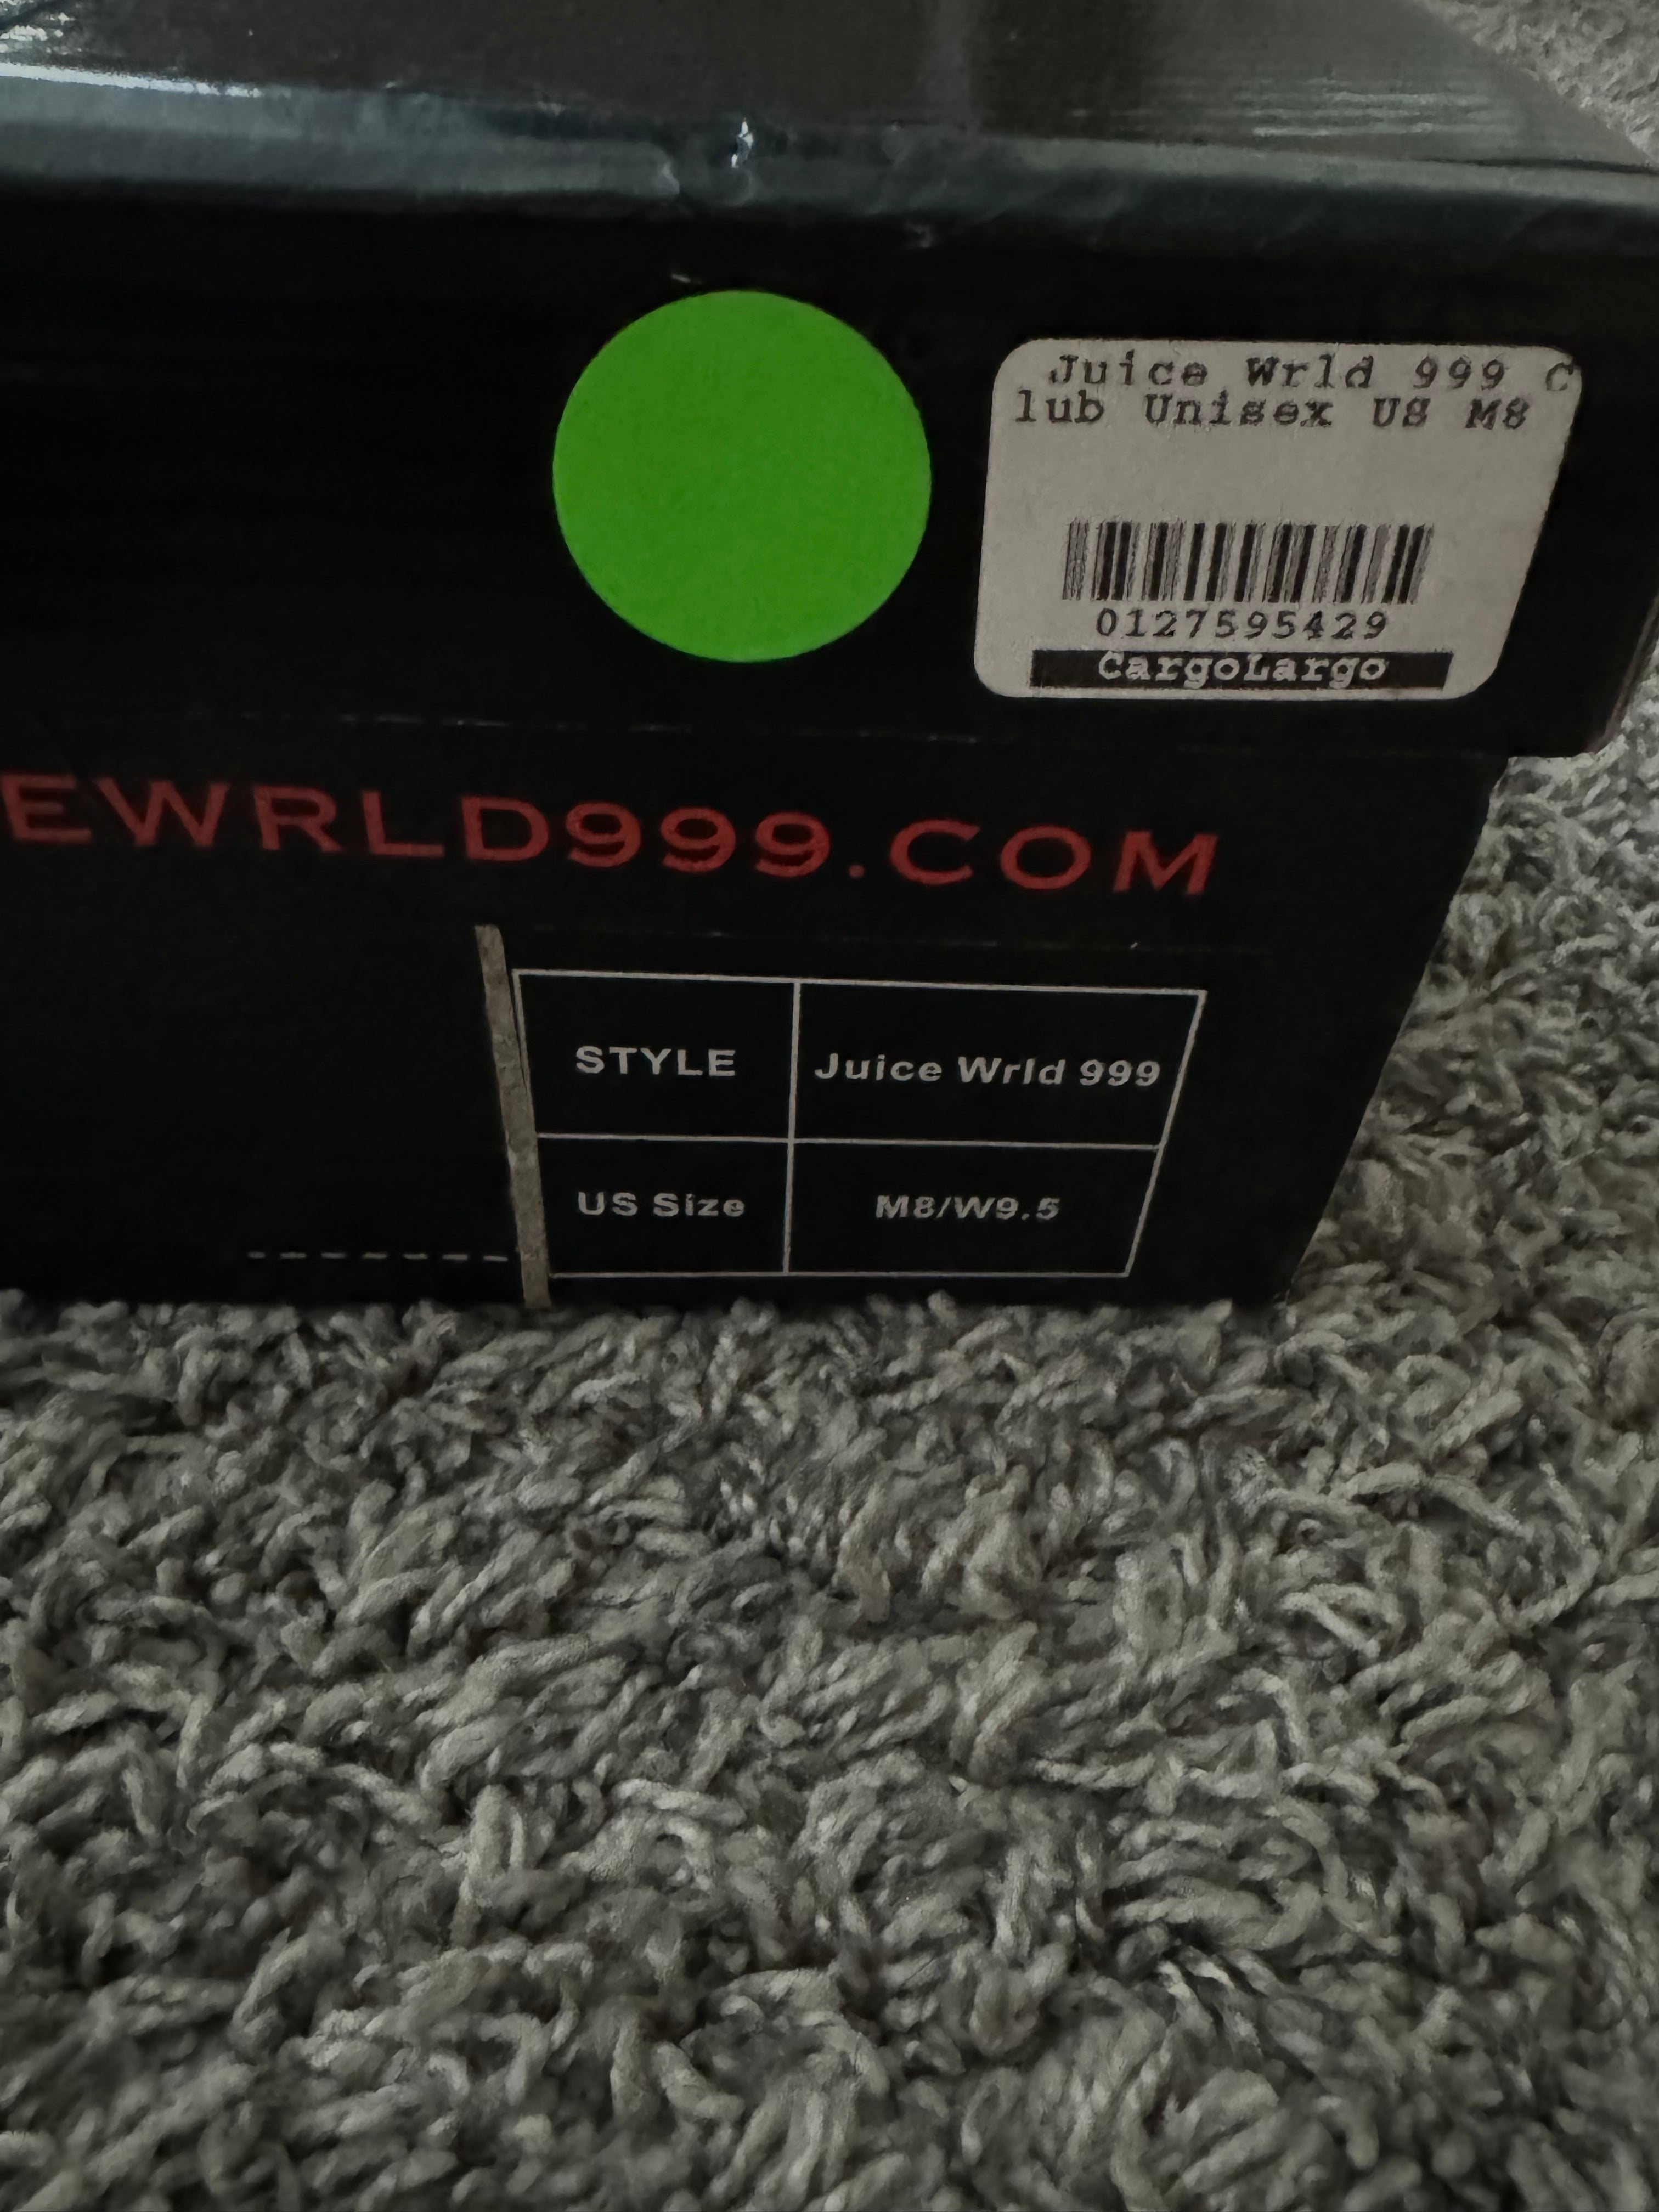 Juice Wrld 999 C
lub Unisex US M8
0127595429
CargoLargo
EWRLD999.COM
STYLE
Juice Wrld 999
US Size
M8/W9.5